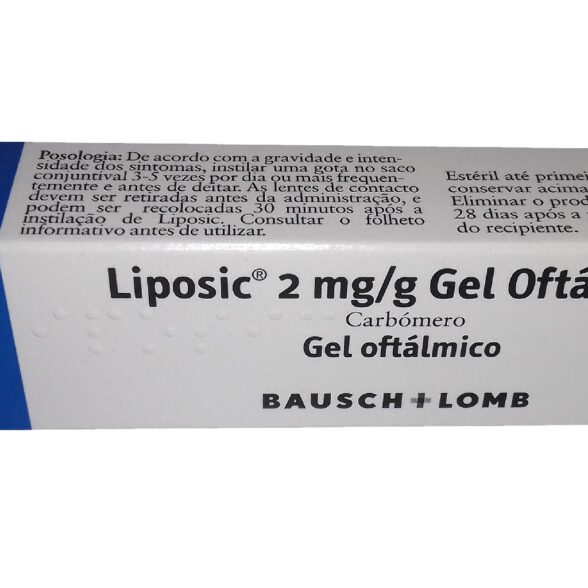 Posologia: De acordo com a gravidade e inten-
sidade dos sintomas, instilar uma gota no saco
conjuntival 3-5 vezes por dia ou mais frequen-
temente e antes de deitar. As lentes de contacto
devem ser retiradas antes da administração, e
podem ser recolocadas 30 minutos após a
instilação de Liposic. Consultar o folheto
informativo antes de utilizar.
Estéril até primei
conservar acima
Eliminar o prod
28 dias após a
do recipiente.
Liposic® 2 mg/g Gel Oftá
Carbómero
Gel oftálmico
BAUSCH + LOMB